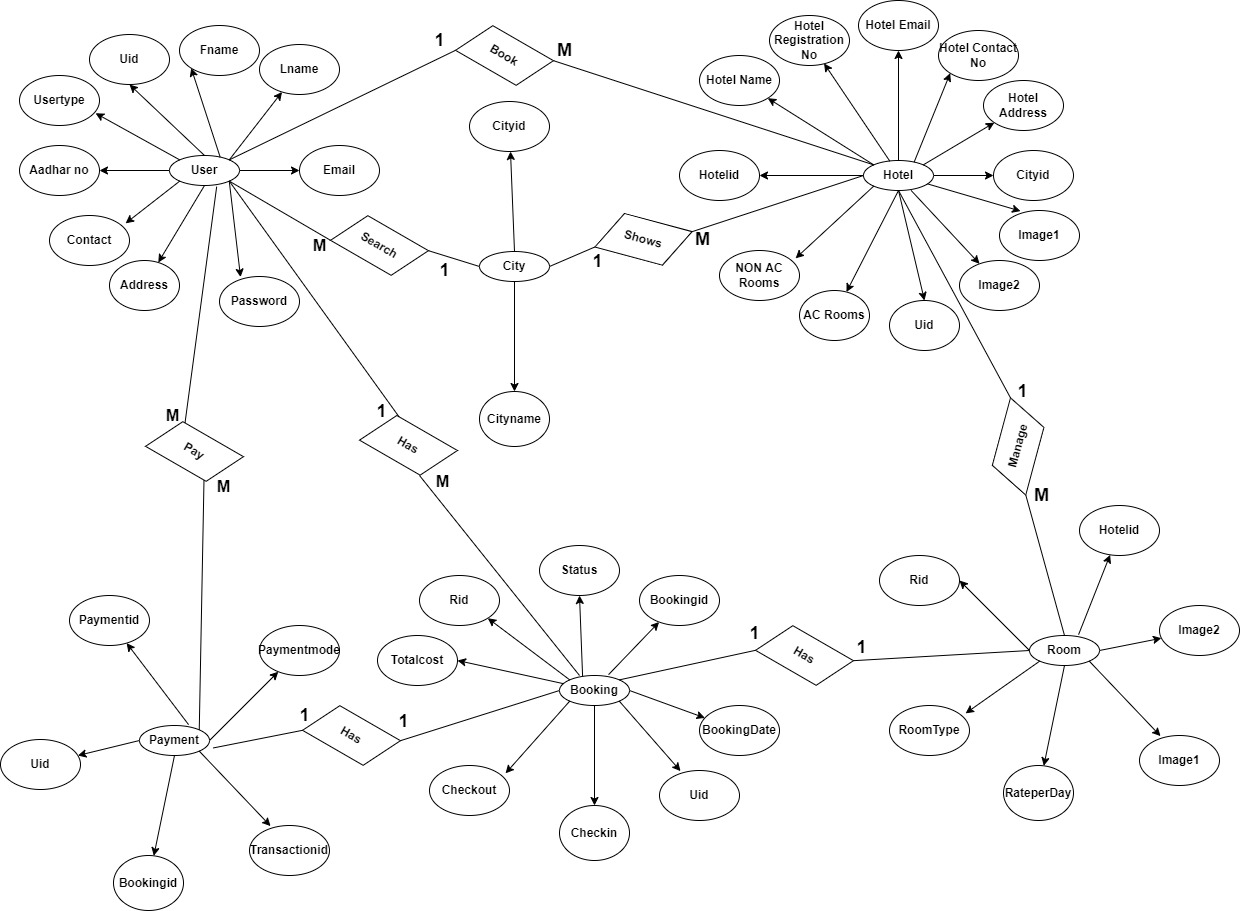 Hotel Email
Hotel
Registration
No
1
Book
M
Fname
Hotel Contact
No
Uid
Lname
Hotel Name
Usertype
Hotel
Address
Cityid
User
Aadhar no
Email
Hotelid
Hotel
Cityid
Contact
M
Search
1
Shows
M
1
Image1
City
Address
Password
NON AC
Rooms
Image2
AC Rooms
Uid
1
M
1
Cityname
Pay
Has
Manage
M
M
M
Hotelid
Status
Rid
Rid
Bookingid
Paymentid
Image2
1
1
Paymentmode
Totalcost
Has
Room
Booking
1
1
Has
Payment
BookingDate
RoomType
Uid
Image1
Checkout
Uid
RateperDay
Checkin
Transactionid
Bookingid